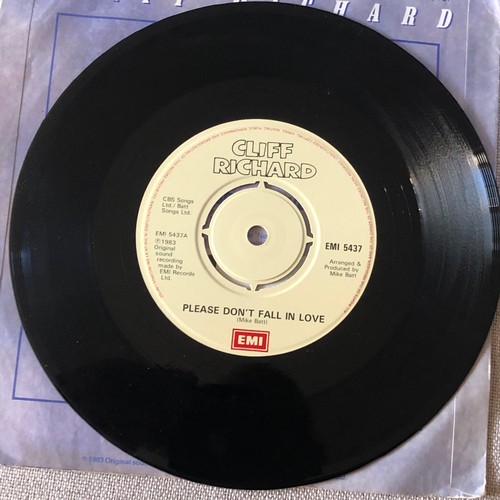 RICHARD
CLIFF
RICHARD
CBS Songs
Ltd./ Batt
Songs Ltd.
EMI 5437A
℗1983
Original
sound
recording
made by
EMI Records
Ltd.
EMI 5437
Arranged &
Produced by
Mike Batt
PLEASE DON'T FALL IN LOVE
(Mike Batt)
EMI
℗1983 Original sound